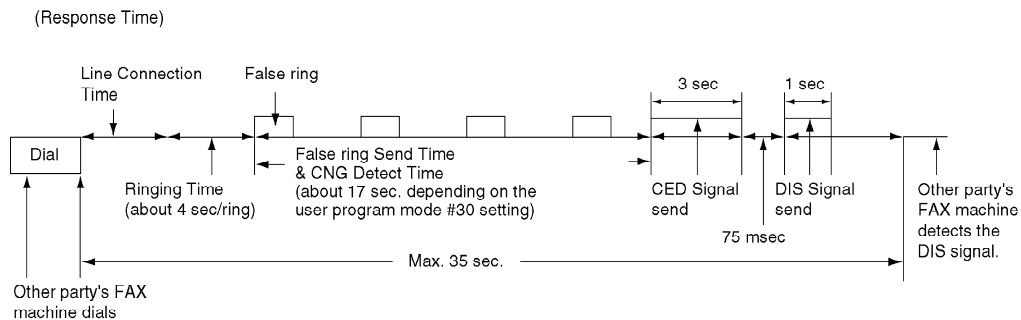 (Response Time)
Line Connection
Time
False ring
3 sec
1 sec
Dial
Ringing Time
(about 4 sec/ring)
False ring Send Time
& CNG Detect Time
(about 17 sec. depending on the
user program mode #30 setting)
CED Signal
send
DIS Signal
send
75 msec
Other party's
FAX machine
detects the
DIS signal.
Max. 35 sec.
Other party's FAX
machine dials